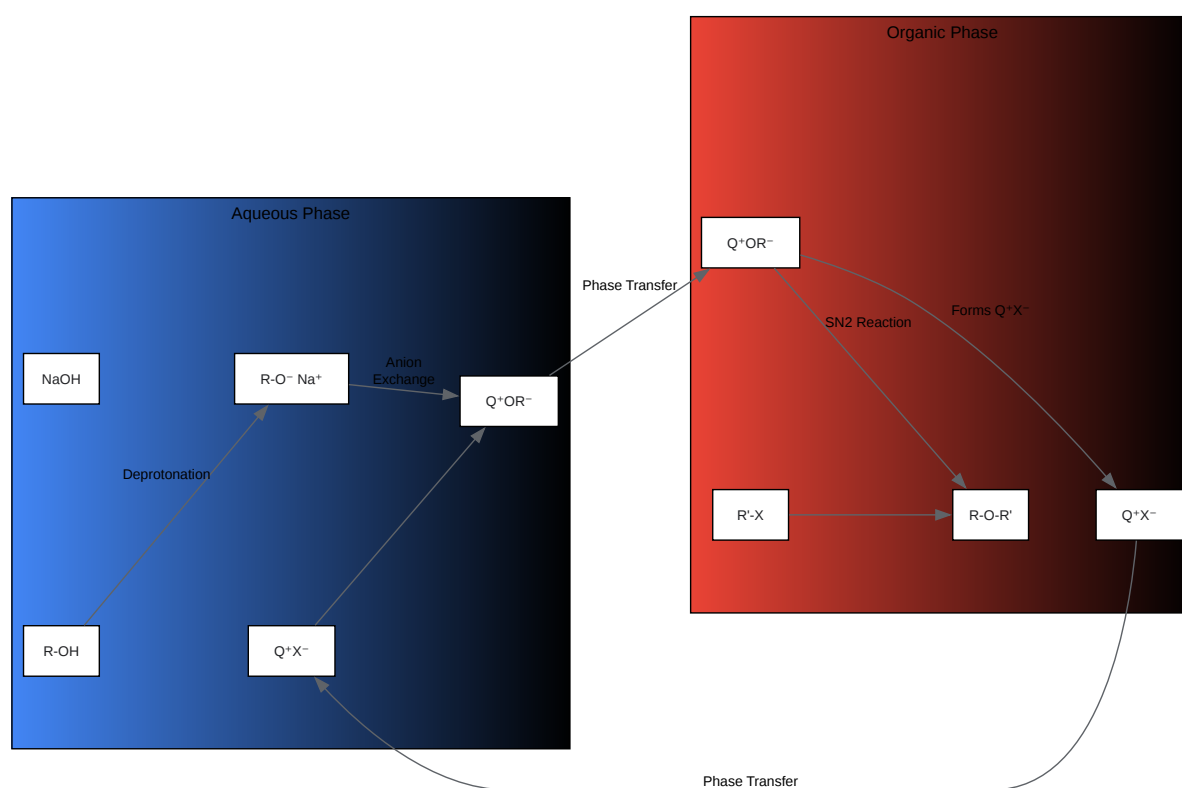 Organic Phase
Aqueous Phase
Q⁺OR⁻
Phase Transfer
Forms Q⁺X⁻
SN2 Reaction
Anion
Exchange
NaOH
R-O⁻ Na⁺
Q⁺OR⁻
Deprotonation
R'-X
R-O-R'
Q⁺X⁻
R-OH
Q⁺X⁻
Phase Transfer